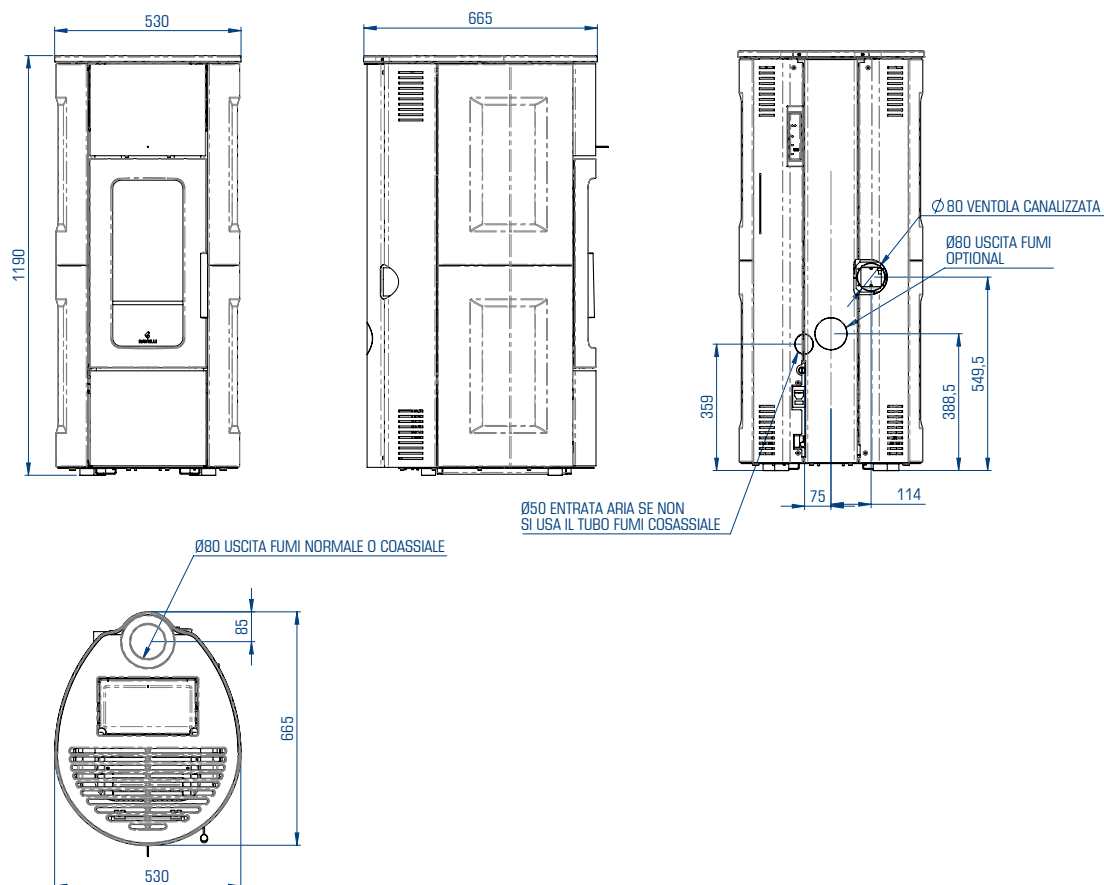 530
665
1190
RAVELLI
Ø 80 VENTOLA CANALIZZATA
Ø80 USCITA FUMI
OPTIONAL
359
388,5
549,5
75
114
Ø50 ENTRATA ARIA SE NON
SI USA IL TUBO FUMI COSASSIALE
Ø80 USCITA FUMI NORMALE O COASSIALE
85
665
530